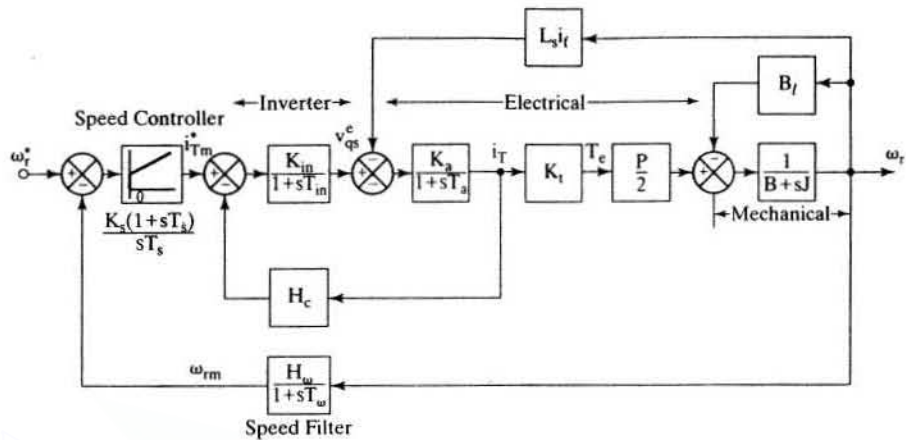 L_s i_f
B_l
Inverter
Electrical
Speed Controller
ω_r^*
+
−
0
i_Tm^*
+
−
K_in
1+sT_in
v_qs^e
+
−
−
K_a
1+sT_a
i_T
K_t
T_e
P
2
−
+
−
1
B+sJ
ω_r
Mechanical
K_s(1+sT_s)
sT_s
H_c
ω_rm
H_ω
1+sT_ω
Speed Filter